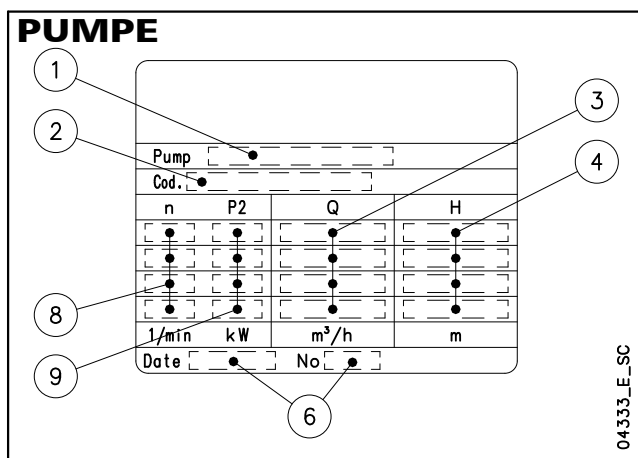 PUMPE
1
2
3
4
Pump
Cod.
n P2 Q H
8
1/min kW m³/h m
9
Date No
6
04333_E_SC